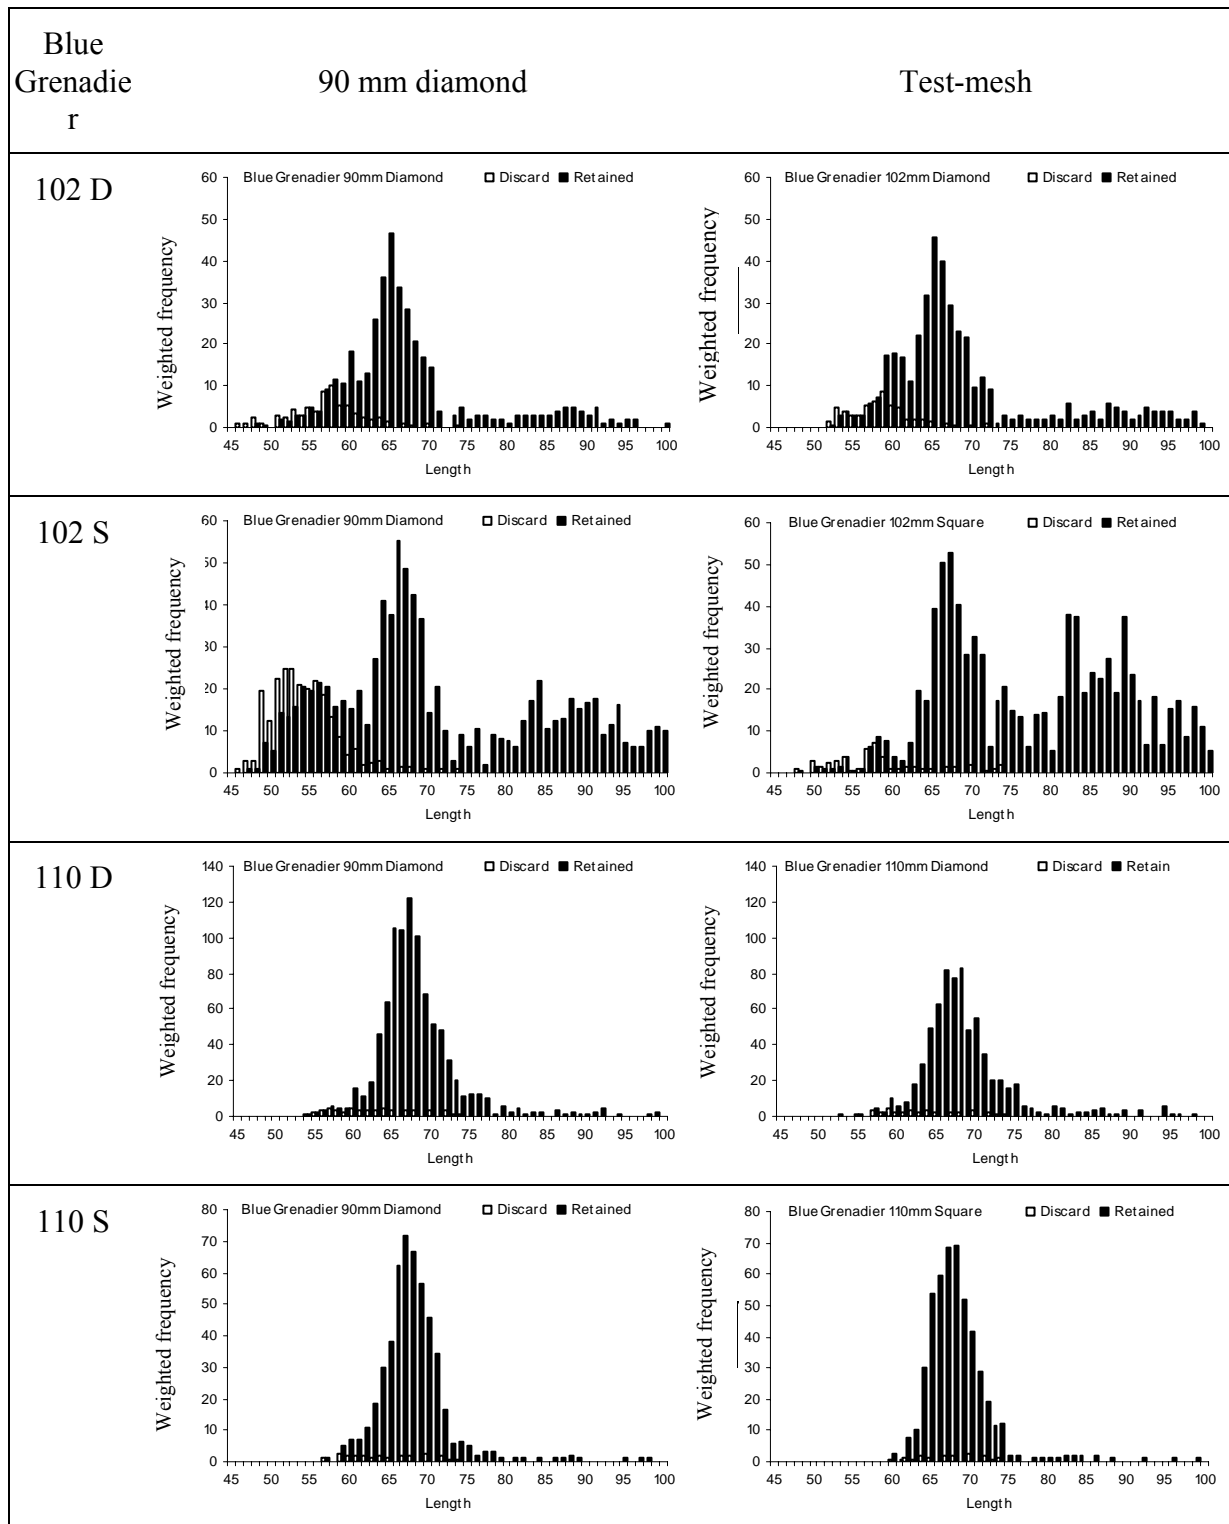 Blue
Grenadie
r
90 mm diamond
Test-mesh
102 D
Blue Grenadier 90mm Diamond
Discard
Retained
60
50
40
30
20
10
0
Weighted frequency
45 50 55 60 65 70 75 80 85 90 95 100
Length
Blue Grenadier 102mm Diamond
Discard
Retained
60
50
40
30
20
10
0
Weighted frequency
45 50 55 60 65 70 75 80 85 90 95 100
Length
102 S
Blue Grenadier 90mm Diamond
Discard
Retained
60
50
40
30
20
10
0
Weighted frequency
45 50 55 60 65 70 75 80 85 90 95 100
Length
Blue Grenadier 102mm Square
Discard
Retained
60
50
40
30
20
10
0
Weighted frequency
45 50 55 60 65 70 75 80 85 90 95 100
Length
110 D
Blue Grenadier 90mm Diamond
Discard
Retained
140
120
100
80
60
40
20
0
Weighted frequency
45 50 55 60 65 70 75 80 85 90 95 100
Length
Blue Grenadier 110mm Diamond
Discard
Retain
140
120
100
80
60
40
20
0
Weighted frequency
45 50 55 60 65 70 75 80 85 90 95 100
Length
110 S
Blue Grenadier 90mm Diamond
Discard
Retained
80
70
60
50
40
30
20
10
0
Weighted frequency
45 50 55 60 65 70 75 80 85 90 95 100
Length
Blue Grenadier 110mm Square
Discard
Retained
80
70
60
50
40
30
20
10
0
Weighted frequency
45 50 55 60 65 70 75 80 85 90 95 100
Length